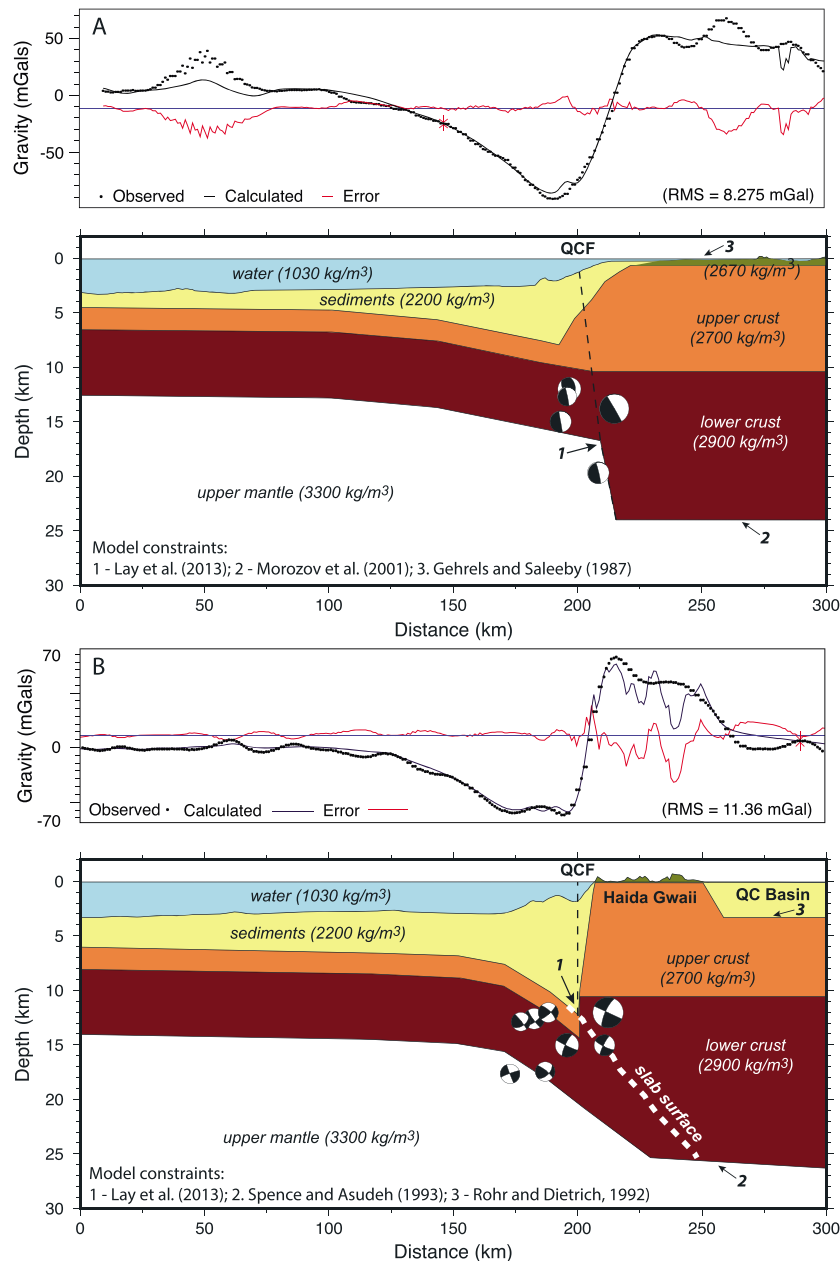 A
50
0
-50
Gravity (mGals)
Observed
Calculated
Error
(RMS = 8.275 mGal)
QCF
3
0
5
10
15
20
25
30
Depth (km)
water (1030 kg/m3)
(2670 kg/m3)
sediments (2200 kg/m3)
upper crust
(2700 kg/m3)
lower crust
(2900 kg/m3)
1
upper mantle (3300 kg/m3)
2
Model constraints:
1 - Lay et al. (2013); 2 - Morozov et al. (2001); 3. Gehrels and Saleeby (1987)
0 50 100 150 200 250 300
Distance (km)
B
70
0
-70
Gravity (mGals)
Observed
Calculated
Error
(RMS = 11.36 mGal)
QCF
0
5
10
15
20
25
30
Depth (km)
water (1030 kg/m3)
Haida Gwaii
QC Basin
3
sediments (2200 kg/m3)
1
upper crust
(2700 kg/m3)
lower crust
(2900 kg/m3)
slab surface
upper mantle (3300 kg/m3)
2
Model constraints:
1 - Lay et al. (2013); 2. Spence and Asudeh (1993); 3 - Rohr and Dietrich, 1992)
0 50 100 150 200 250 300
Distance (km)